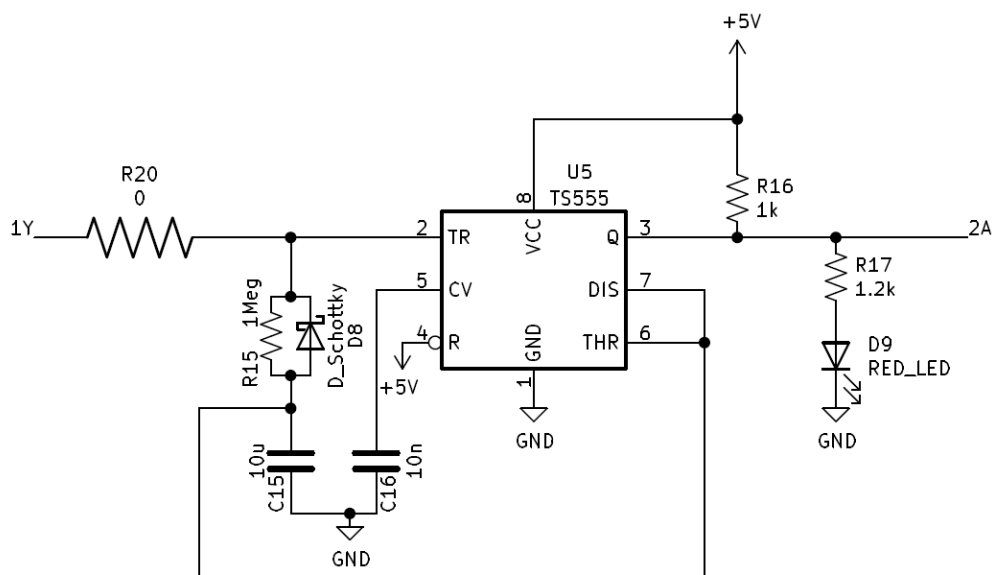 +5V
R20
0
U5
TS555
R16
1k
1Y
2
TR
8
VCC
Q
3
2A
5
CV
DIS
7
R17
1.2k
1Meg
R15
D_Schottky
D8
4
R
+5V
GND
1
THR
6
D9
RED_LED
GND
GND
10u
C15
10n
C16
GND